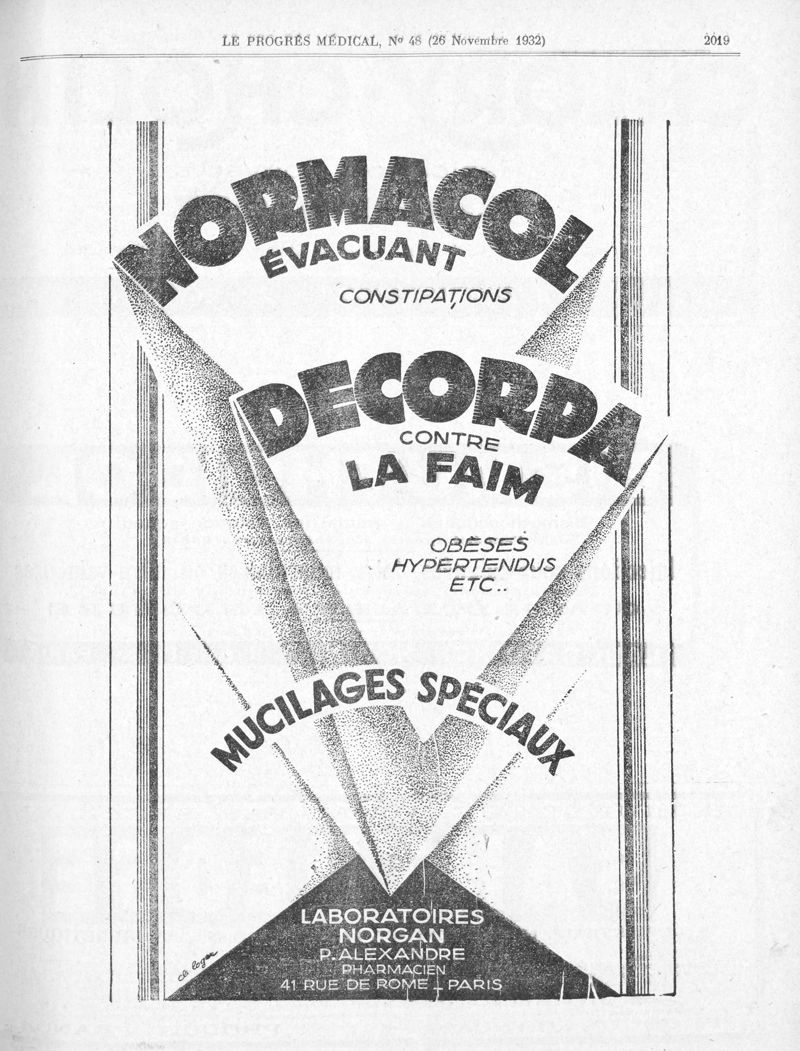 LE PROGRÈS MÉDICAL, Nº 48 (26 Novembre 1932) 2019
NORMACOL
ÉVACUANT
CONSTIPATIONS
DECORPA
CONTRE
LA FAIM
OBÈSES
HYPERTENDUS
ETC..
MUCILAGES SPÉCIAUX
LABORATOIRES
NORGAN
P. ALEXANDRE
PHARMACIEN
41 RUE DE ROME _ PARIS